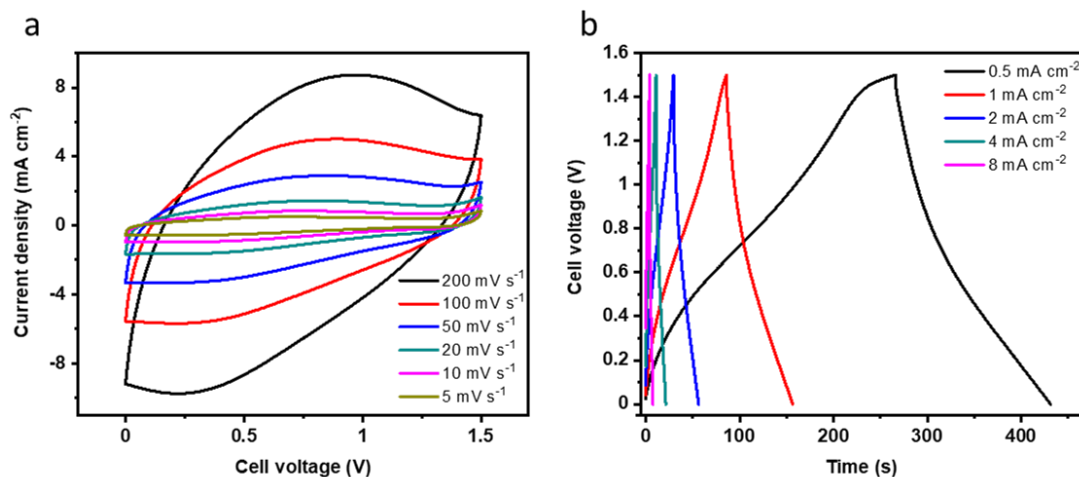 a
8
4
0
-4
-8
Current density (mA cm⁻²)
200 mV s⁻¹
100 mV s⁻¹
50 mV s⁻¹
20 mV s⁻¹
10 mV s⁻¹
5 mV s⁻¹
0 0.5 1 1.5
Cell voltage (V)
b
1.6
1.4
1.2
1.0
0.8
0.6
0.4
0.2
0
Cell voltage (V)
0.5 mA cm⁻²
1 mA cm⁻²
2 mA cm⁻²
4 mA cm⁻²
8 mA cm⁻²
0 100 200 300 400
Time (s)